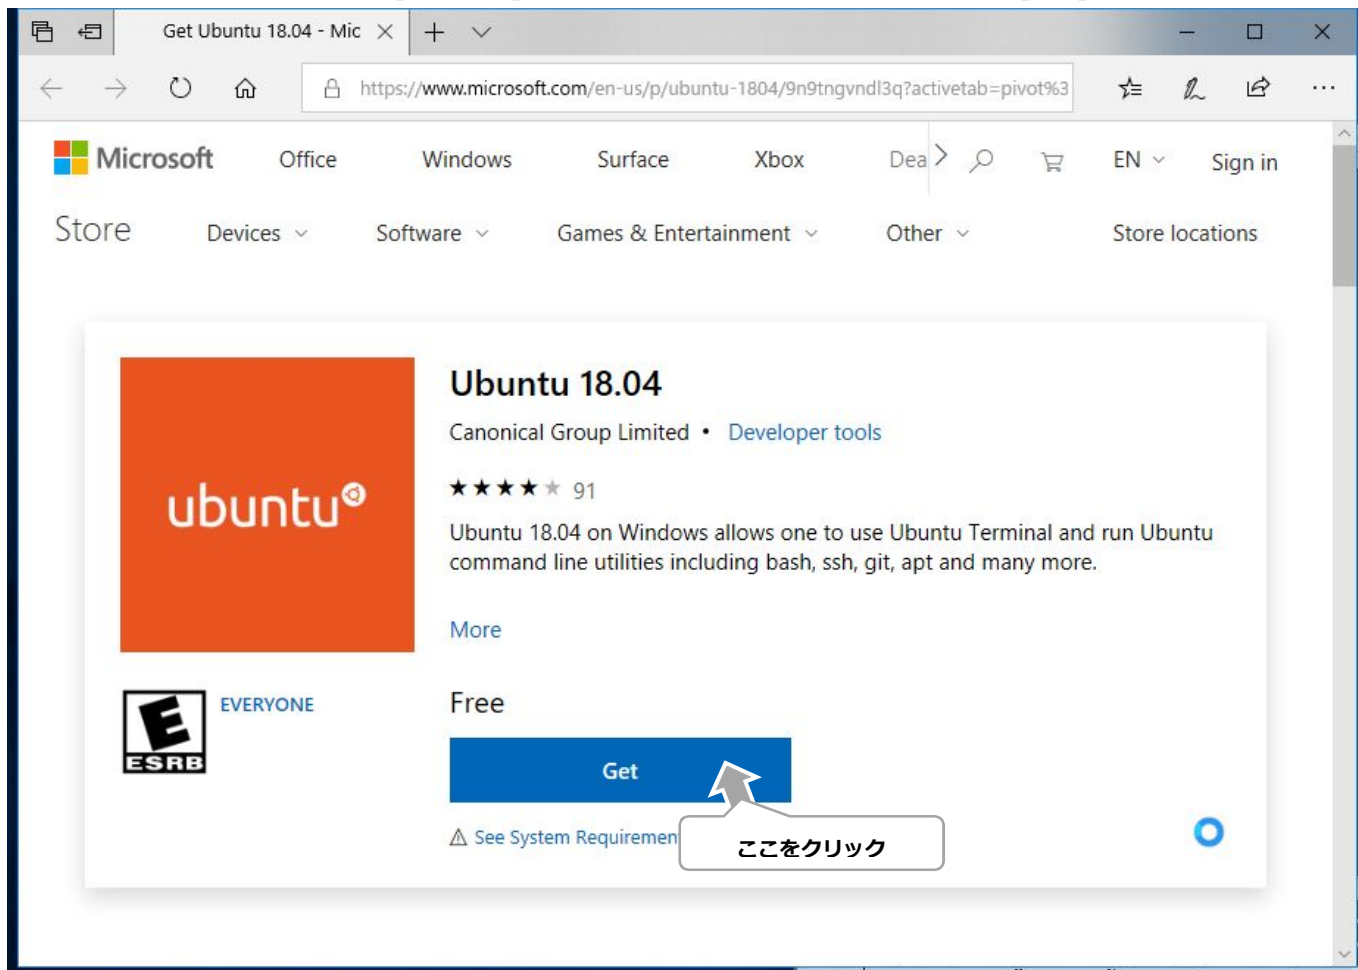 Get Ubuntu 18.04 - Mic
https://www.microsoft.com/en-us/p/ubuntu-1804/9n9tngvndl3q?activetab=pivot%3
Microsoft Office Windows Surface Xbox Dea EN Sign in
Store Devices Software Games & Entertainment Other Store locations
ubuntu
Ubuntu 18.04
Canonical Group Limited • Developer tools
91
Ubuntu 18.04 on Windows allows one to use Ubuntu Terminal and run Ubuntu
command line utilities including bash, ssh, git, apt and many more.
More
E
ESRB
EVERYONE
Free
Get
See System Requiremen
ここをクリック